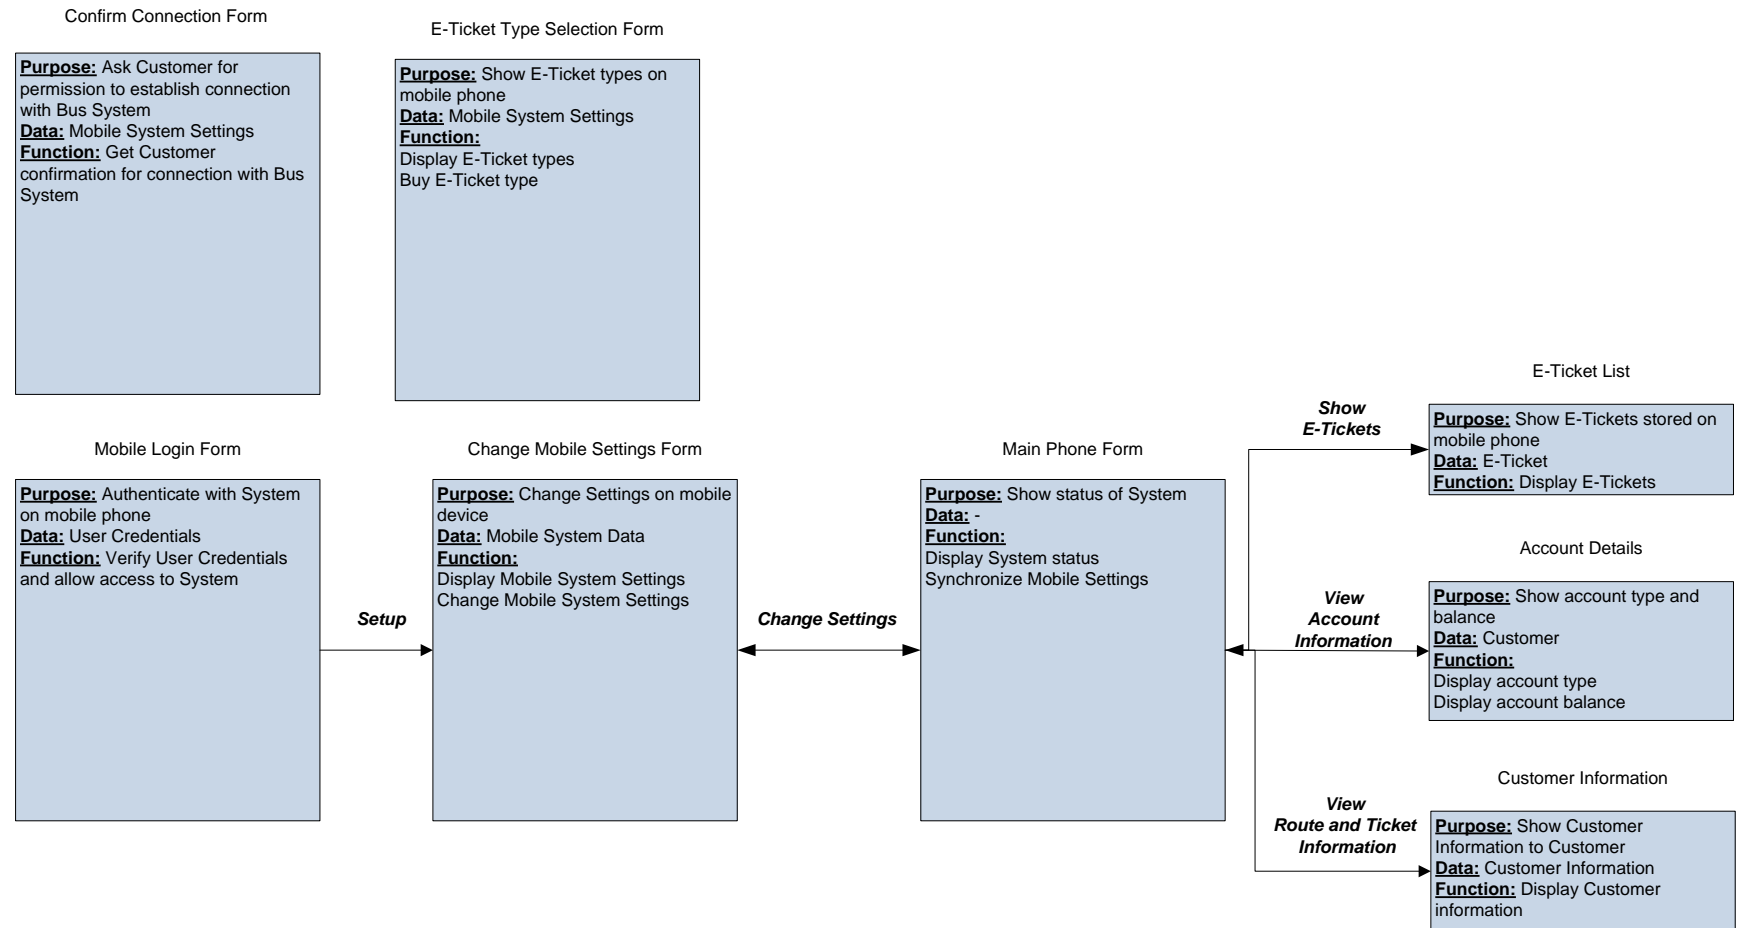 Confirm Connection Form
Purpose: Ask Customer for
permission to establish connection
with Bus System
Data: Mobile System Settings
Function: Get Customer
confirmation for connection with Bus
System
E-Ticket Type Selection Form
Purpose: Show E-Ticket types on
mobile phone
Data: Mobile System Settings
Function:
Display E-Ticket types
Buy E-Ticket type
Mobile Login Form
Purpose: Authenticate with System
on mobile phone
Data: User Credentials
Function: Verify User Credentials
and allow access to System
Setup
Change Mobile Settings Form
Purpose: Change Settings on mobile
device
Data: Mobile System Data
Function:
Display Mobile System Settings
Change Mobile System Settings
Change Settings
Main Phone Form
Purpose: Show status of System
Data: -
Function:
Display System status
Synchronize Mobile Settings
Show
E-Tickets
E-Ticket List
Purpose: Show E-Tickets stored on
mobile phone
Data: E-Ticket
Function: Display E-Tickets
View
Account
Information
Account Details
Purpose: Show account type and
balance
Data: Customer
Function:
Display account type
Display account balance
View
Route and Ticket
Information
Customer Information
Purpose: Show Customer
Information to Customer
Data: Customer Information
Function: Display Customer
information